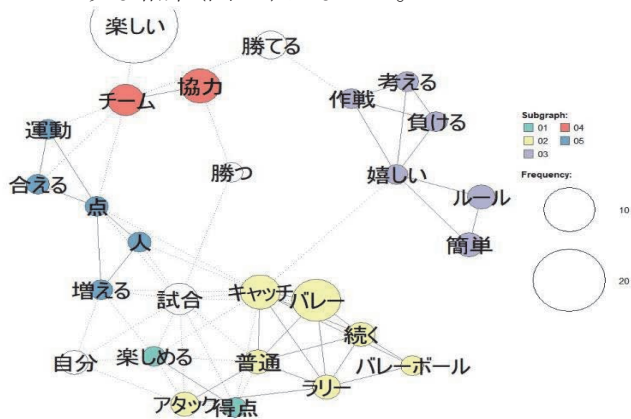 楽しい
勝てる
協力
チーム
考える
作戦
運動
負ける
合える
勝つ
嬉しい
ルール
点
人
簡単
増える
試合
キャッチ
バレー
続く
自分
楽しめる
普通
バレーボール
ラリー
アタック
得点
Subgraph:
01
04
02
05
03
Frequency:
10
20